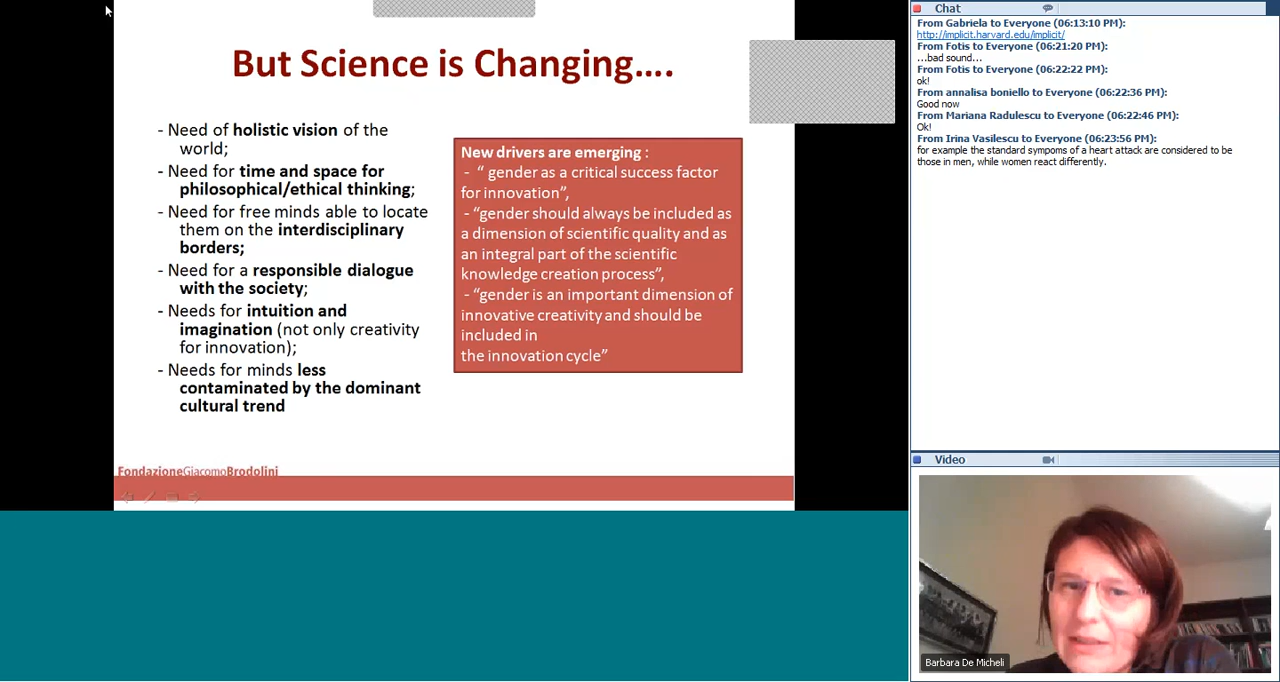 But Science is Changing....
- Need of holistic vision of the
world;
- Need for time and space for
philosophical/ethical thinking;
- Need for free minds able to locate
them on the interdisciplinary
borders;
- Need for a responsible dialogue
with the society;
- Needs for intuition and
imagination (not only creativity
for innovation);
- Needs for minds less
contaminated by the dominant
cultural trend
New drivers are emerging :
- “ gender as a critical success factor
for innovation”,
- “gender should always be included as
a dimension of scientific quality and as
an integral part of the scientific
knowledge creation process”,
- “gender is an important dimension of
innovative creativity and should be
included in
the innovation cycle”
FondazioneGiacomoBrodolini
Chat
From Gabriela to Everyone (06:13:10 PM):
http://implicit.harvard.edu/implicit/
From Fotis to Everyone (06:21:20 PM):
...bad sound...
From Fotis to Everyone (06:22:22 PM):
ok!
From annalisa boniello to Everyone (06:22:36 PM):
Good now
From Mariana Radulescu to Everyone (06:22:46 PM):
Ok!
From Irina Vasilescu to Everyone (06:23:56 PM):
for example the standard sympoms of a heart attack are considered to be
those in men, while women react differently.
Video
Barbara De Micheli